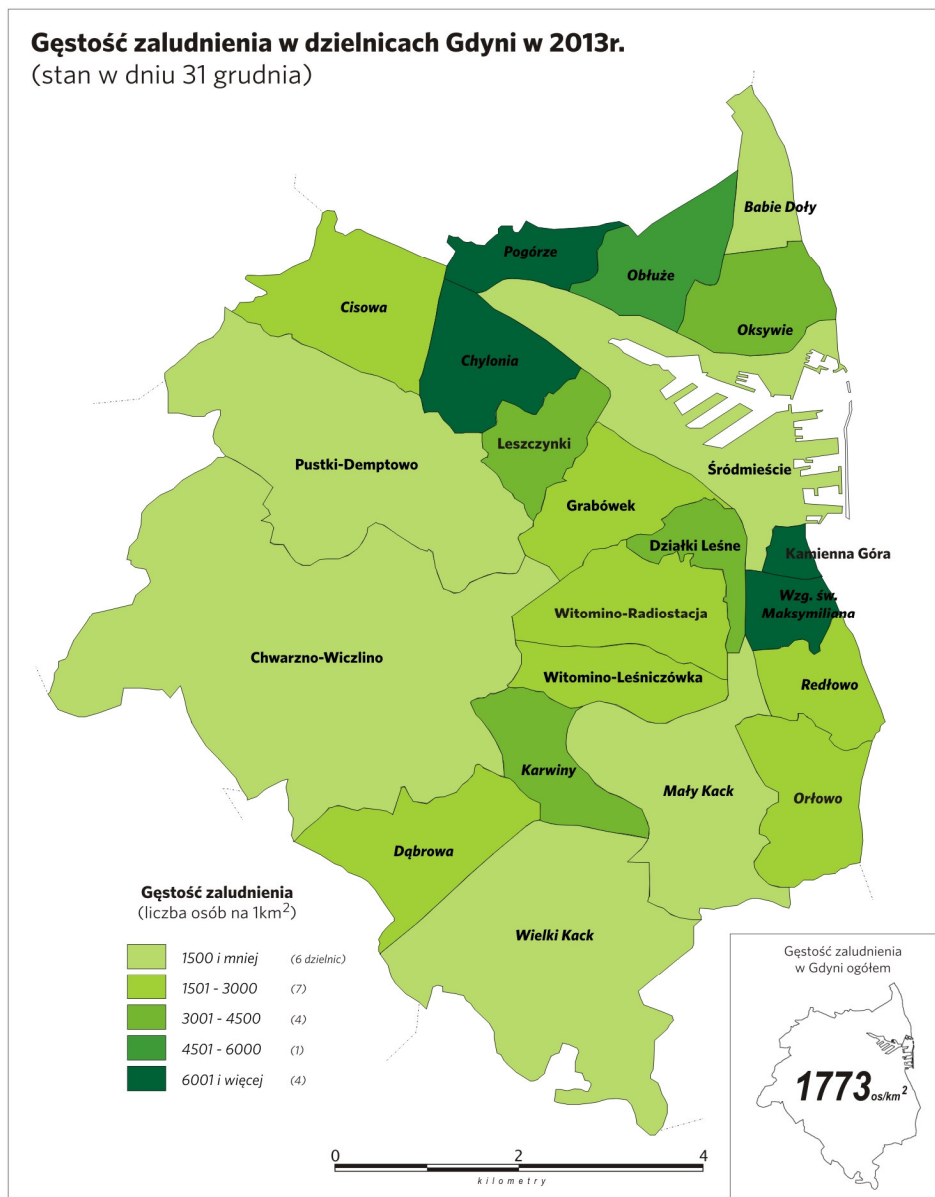 Gęstość zaludnienia w dzielnicach Gdyni w 2013r.
(stan w dniu 31 grudnia)
Babie Doły
Pogórze
Obłuże
Cisowa
Oksywie
Chylonia
Leszczynki
Pustki-Demptowo
Śródmieście
Grabówek
Działki Leśne
Kamienna Góra
Wzg. św.
Maksymiliana
Witomino-Radiostacja
Chwarzno-Wiczlino
Witomino-Leśniczówka
Redłowo
Karwiny
Mały Kack
Orłowo
Dąbrowa
Wielki Kack
Gęstość zaludnienia
(liczba osób na 1km²)
1500 i mniej (6 dzielnic)
1501 - 3000 (7)
3001 - 4500 (4)
4501 - 6000 (1)
6001 i więcej (4)
Gęstość zaludnienia
w Gdyni ogółem
1773 os/km²
0 2 4
kilometry